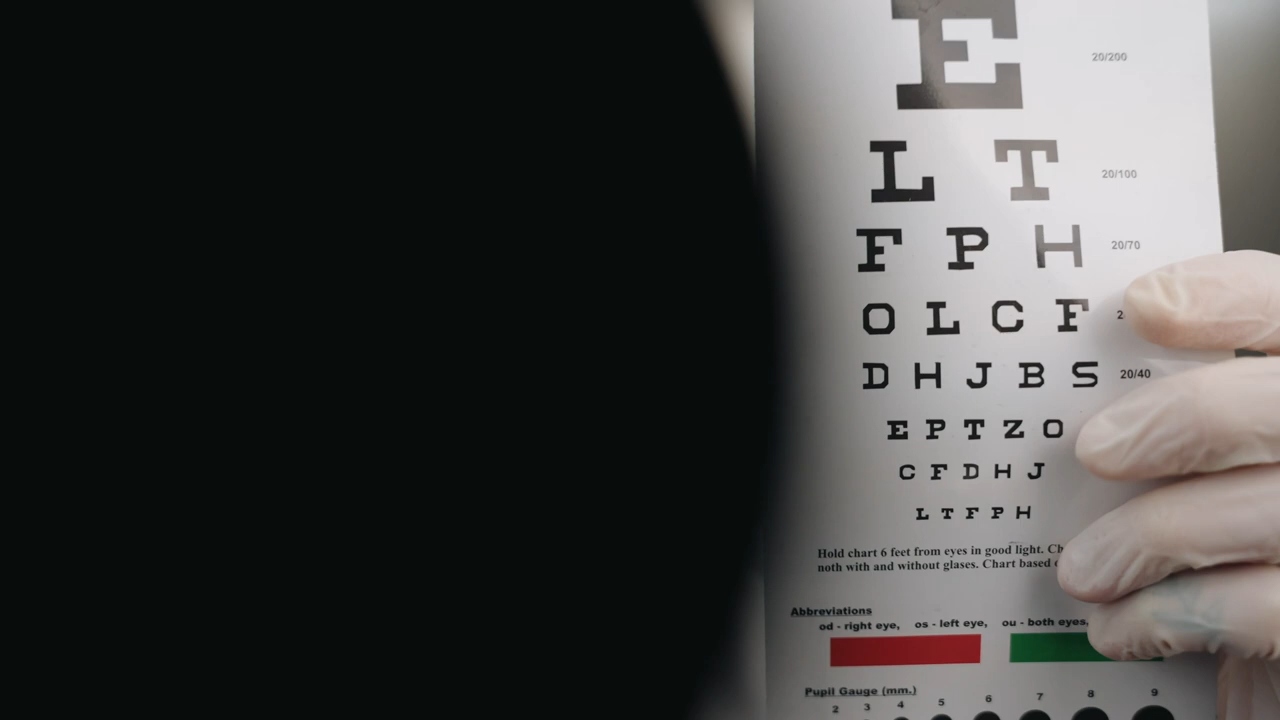 E 20/200
L T 20/100
F P H 20/70
O L C F 2
D H J B S 20/40
E P T Z O
C F D H J
L T F P H
Hold chart 6 feet from eyes in good light.
noth with and without glases. Chart based
Abbreviations
od - right eye, os - left eye, ou - both eyes,
Pupil Gauge (mm.)
2 3 4 5 6 7 8 9